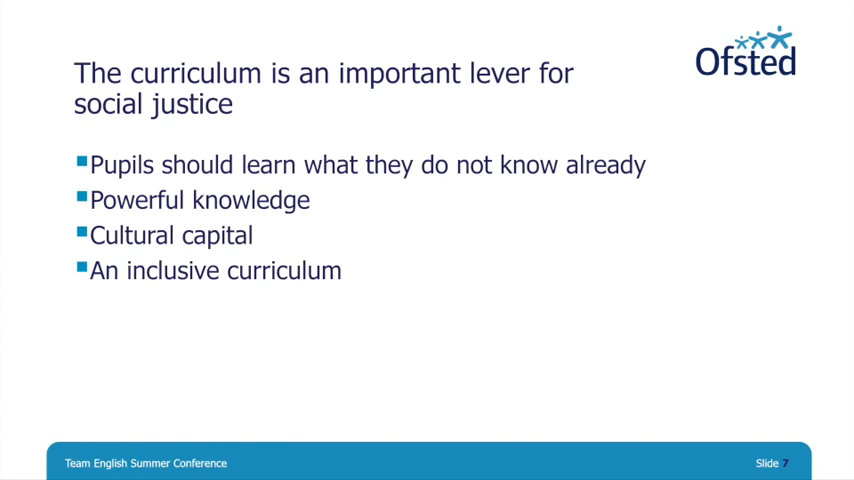 Ofsted
The curriculum is an important lever for
social justice
Pupils should learn what they do not know already
Powerful knowledge
Cultural capital
An inclusive curriculum
Team English Summer Conference
Slide 7